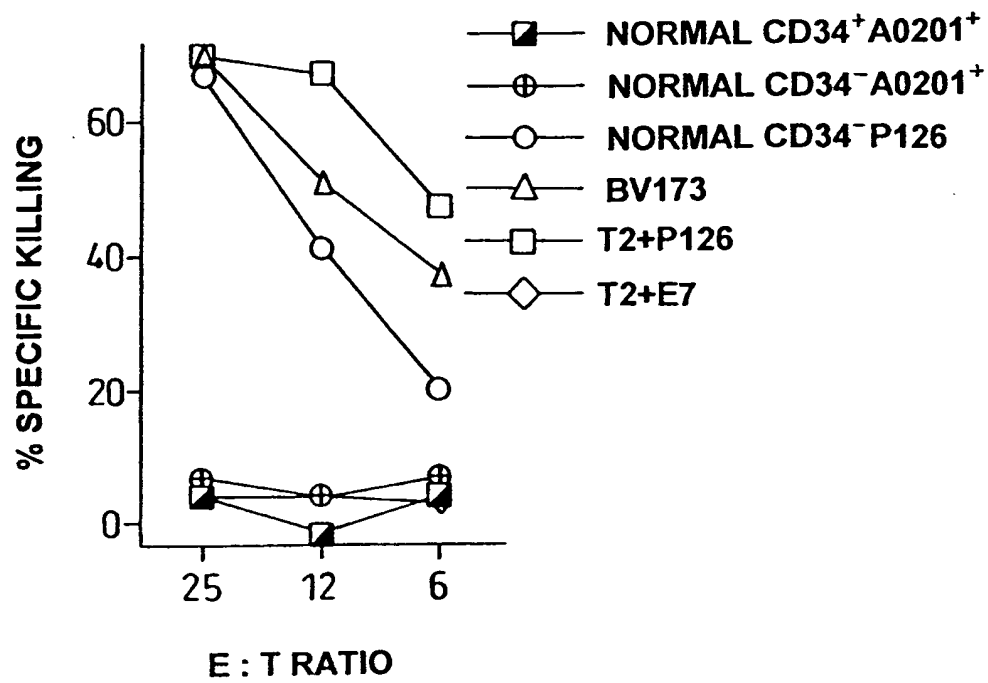 NORMAL CD34⁺A0201⁺
NORMAL CD34⁻A0201⁺
NORMAL CD34⁻P126
BV173
T2+P126
T2+E7
% SPECIFIC KILLING
60
40
20
0
25 12 6
E : T RATIO